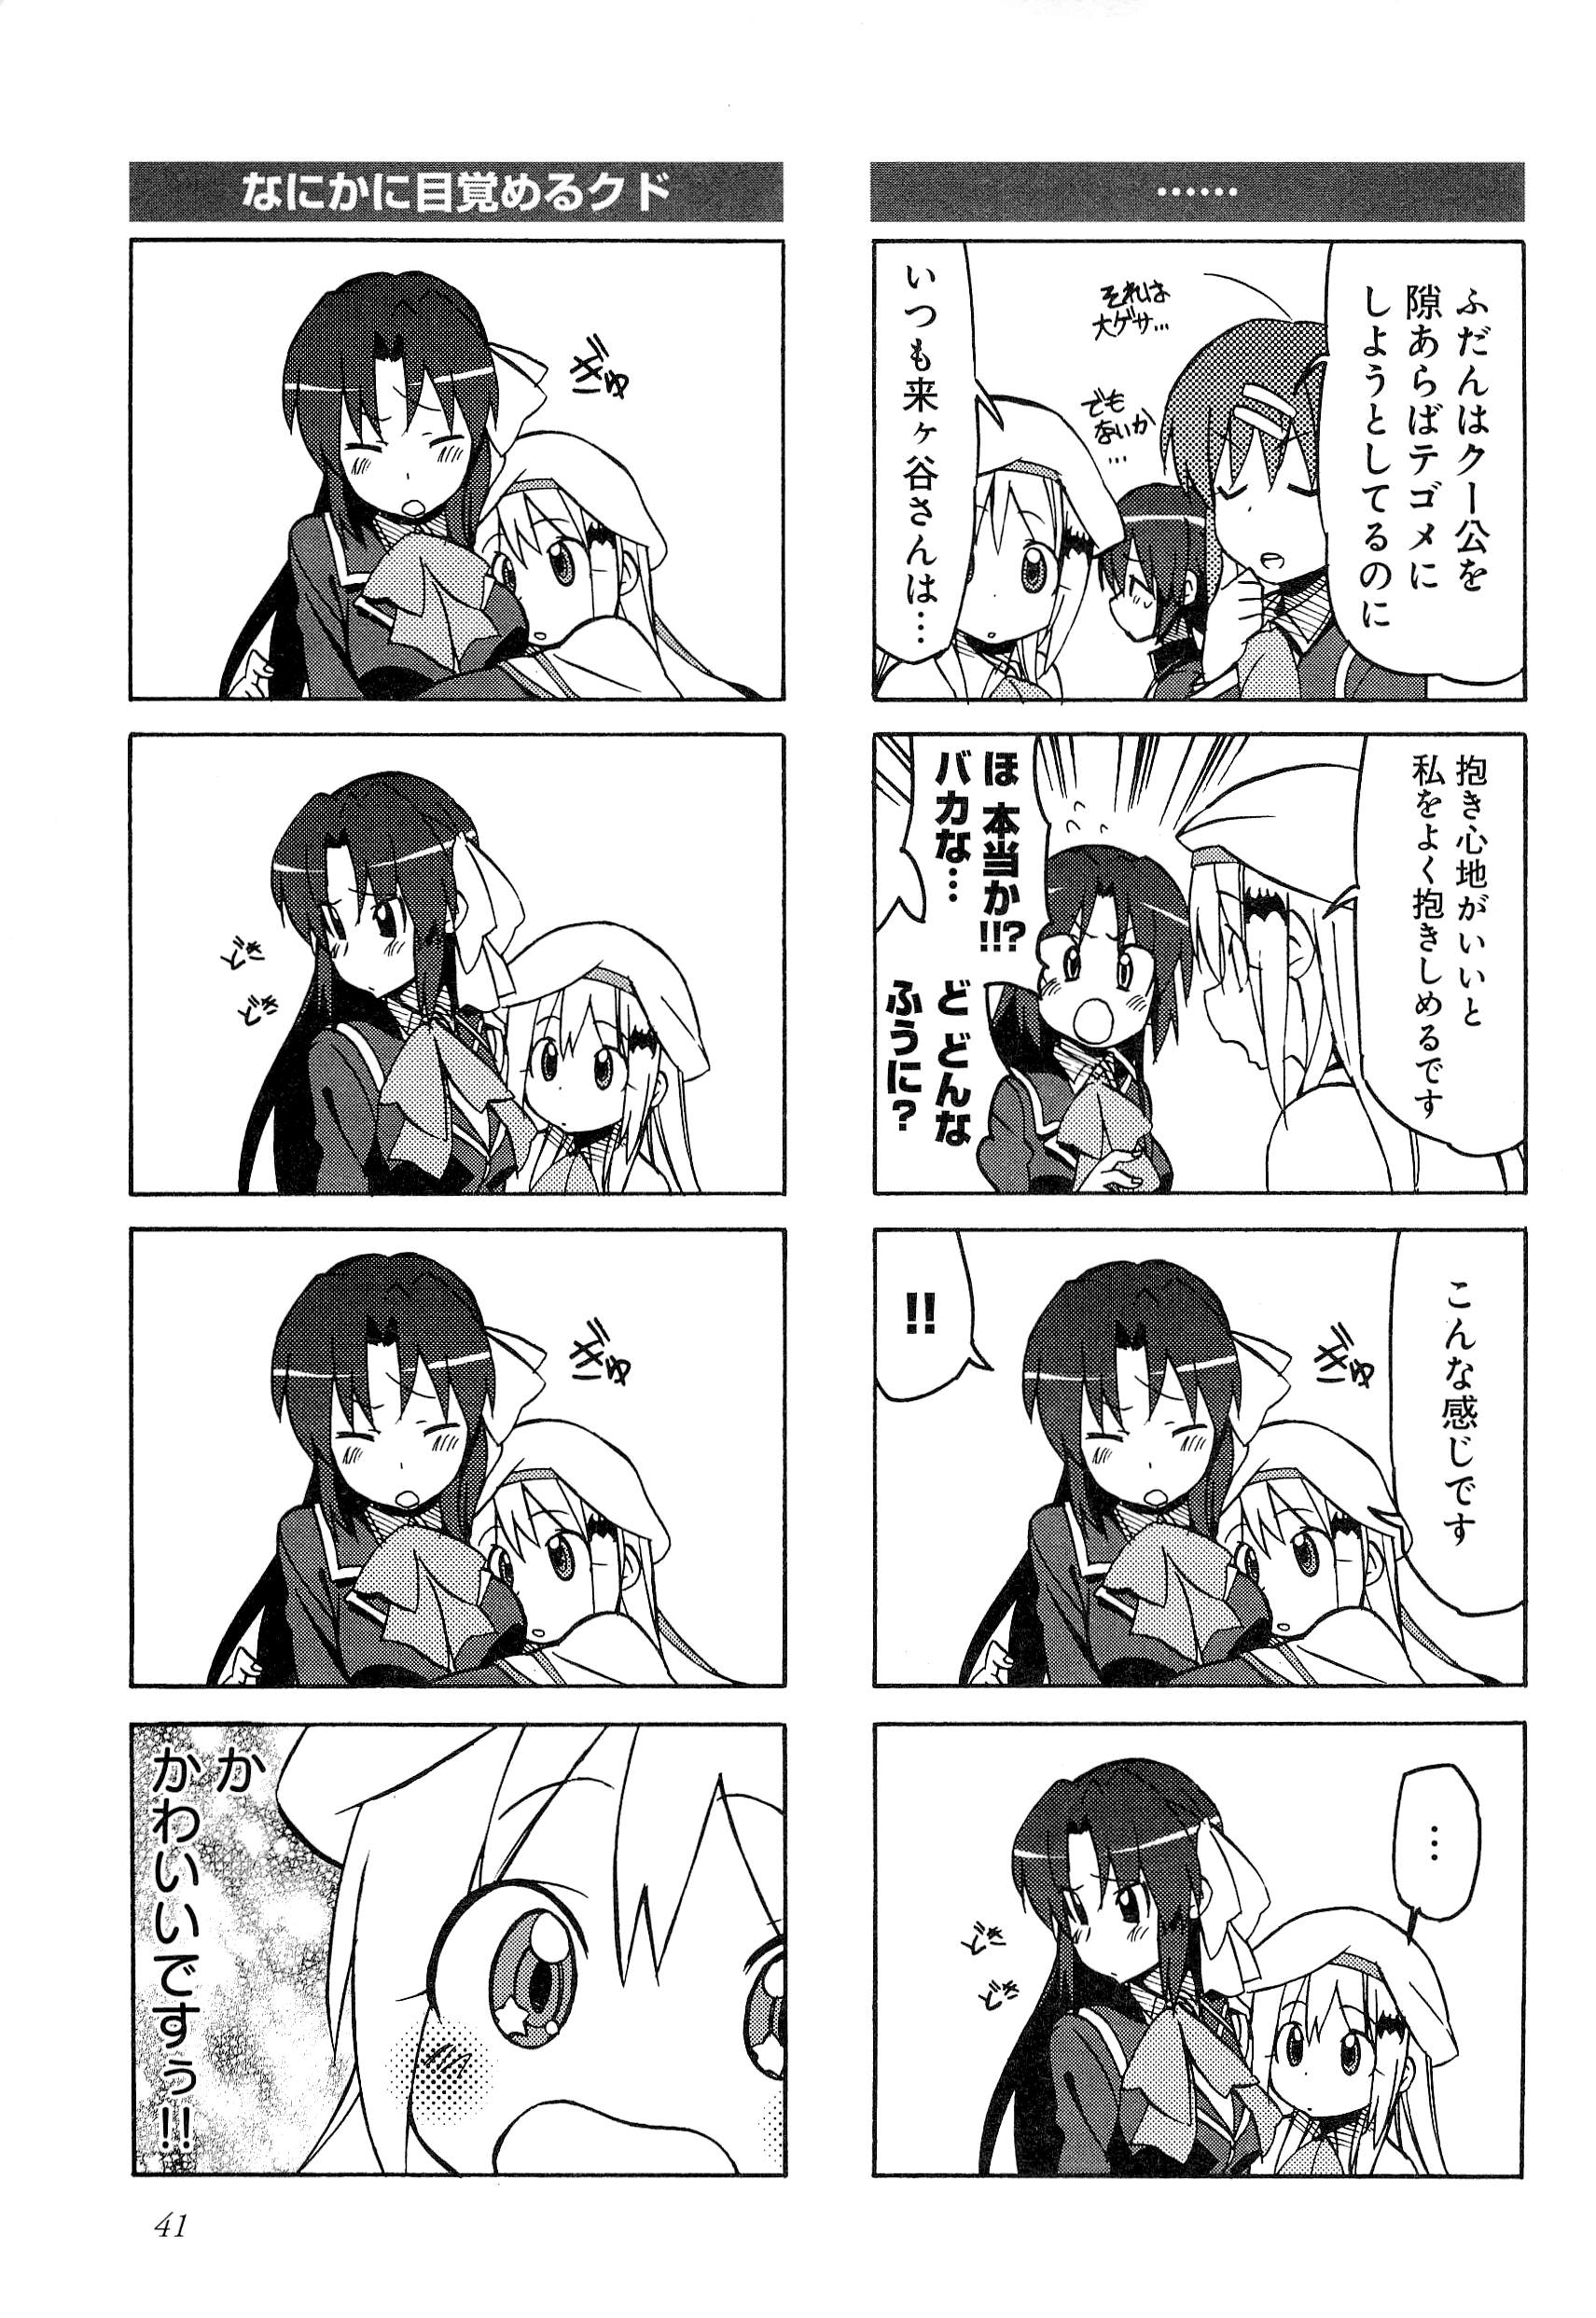 ……
ふだんはクー公を
隙あらばテゴメに
しようとしてるのに
それは
大ゲサ…
でも
ないか
…
いつも来ヶ谷さんは…
抱き心地がいいと
私をよく抱きしめるです
ほ 本当か!!?
バカな…
ど どんな
ふうに?
こんな感じです
ぎゅ
!!
…
どき
どき
なにかに目覚めるクド
ぎゅ
どき
どき
ぎゅ
か
かわいいですぅ!!
41